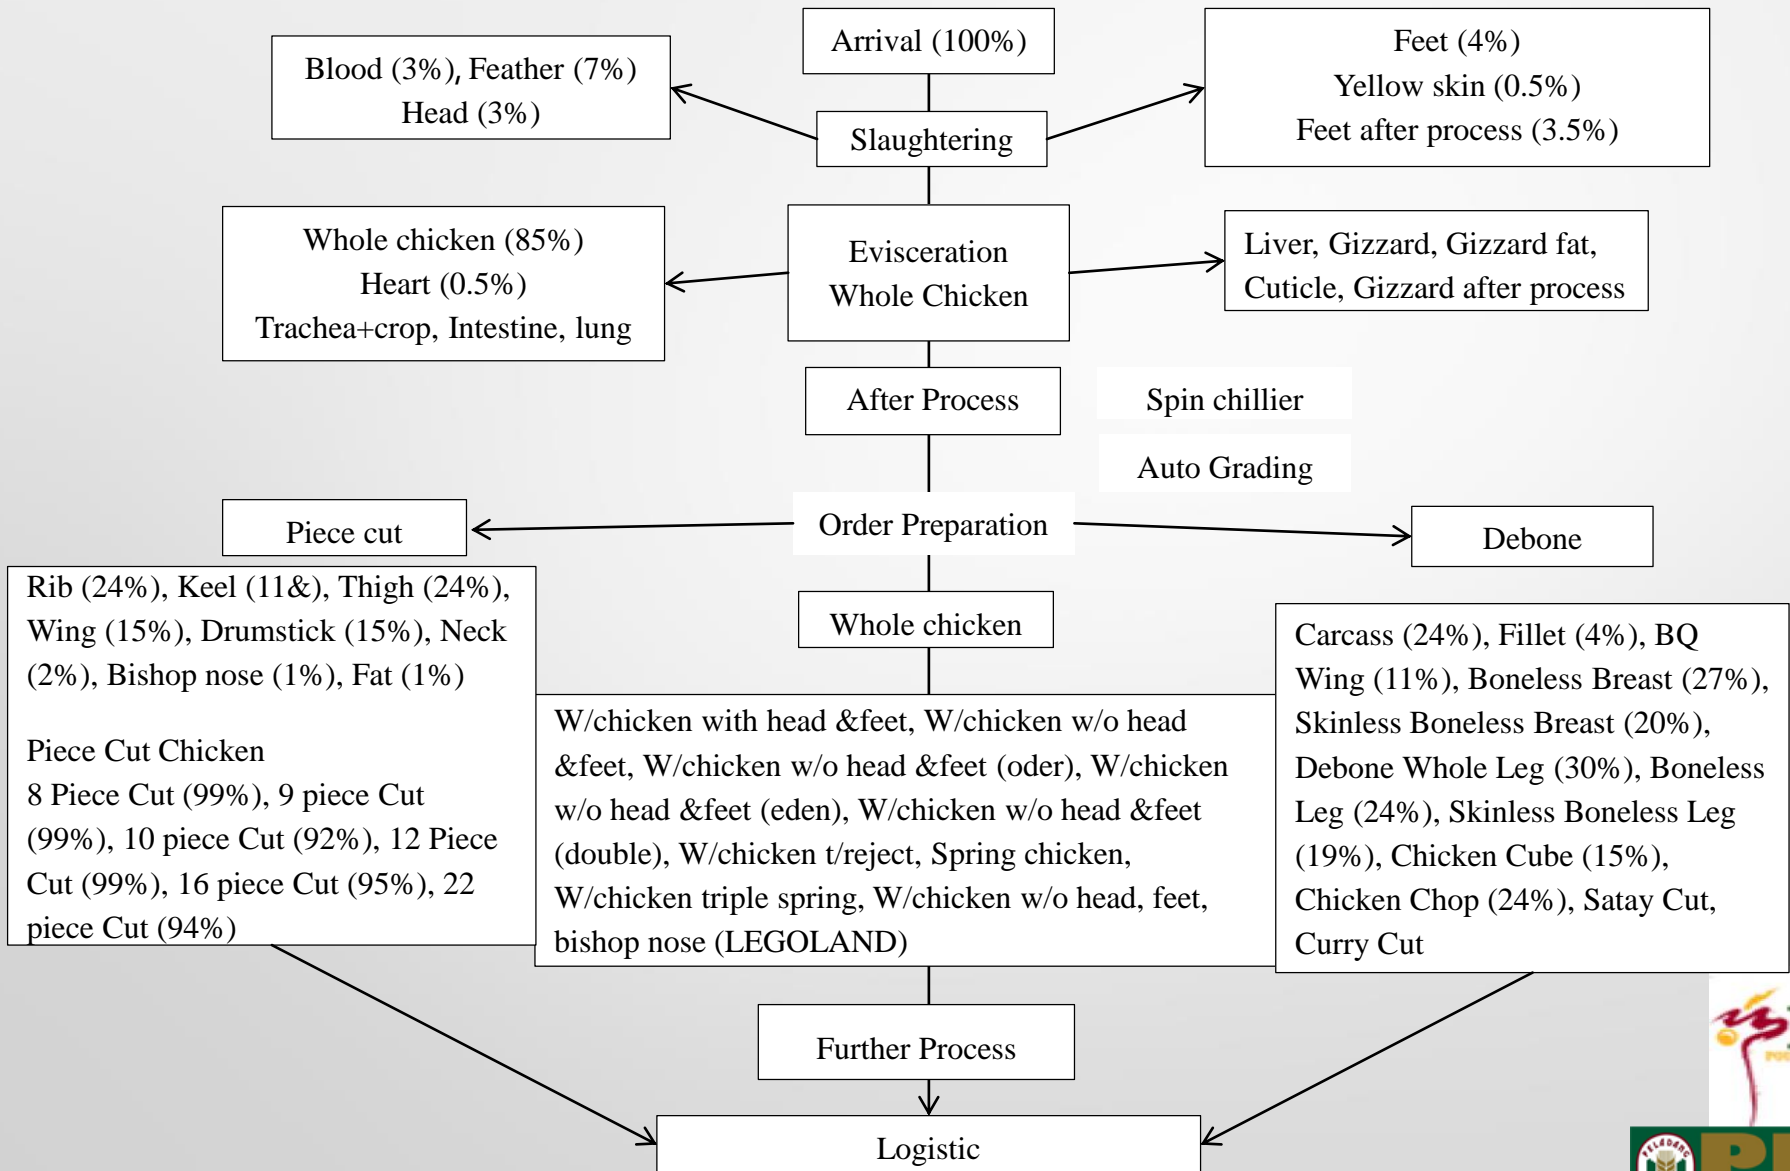 Arrival (100%)
Blood (3%), Feather (7%)
Head (3%)
Feet (4%)
Yellow skin (0.5%)
Feet after process (3.5%)
Slaughtering
Whole chicken (85%)
Heart (0.5%)
Trachea+crop, Intestine, lung
Evisceration
Whole Chicken
Liver, Gizzard, Gizzard fat,
Cuticle, Gizzard after process
After Process
Spin chillier
Auto Grading
Piece cut
Order Preparation
Debone
Rib (24%), Keel (11&), Thigh (24%),
Wing (15%), Drumstick (15%), Neck
(2%), Bishop nose (1%), Fat (1%)
Piece Cut Chicken
8 Piece Cut (99%), 9 piece Cut
(99%), 10 piece Cut (92%), 12 Piece
Cut (99%), 16 piece Cut (95%), 22
piece Cut (94%)
Whole chicken
W/chicken with head &feet, W/chicken w/o head
&feet, W/chicken w/o head &feet (oder), W/chicken
w/o head &feet (eden), W/chicken w/o head &feet
(double), W/chicken t/reject, Spring chicken,
W/chicken triple spring, W/chicken w/o head, feet,
bishop nose (LEGOLAND)
Carcass (24%), Fillet (4%), BQ
Wing (11%), Boneless Breast (27%),
Skinless Boneless Breast (20%),
Debone Whole Leg (30%), Boneless
Leg (24%), Skinless Boneless Leg
(19%), Chicken Cube (15%),
Chicken Chop (24%), Satay Cut,
Curry Cut
Further Process
Logistic